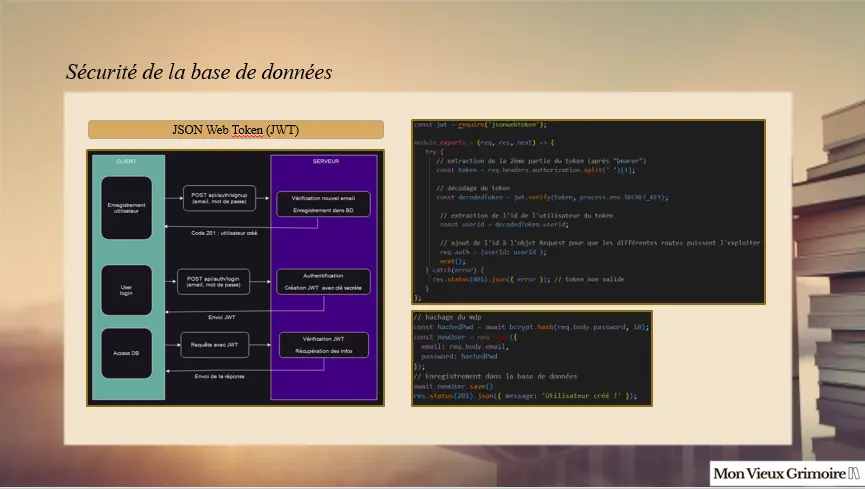 Sécurité de la base de données
JSON Web Token (JWT)
CLIENT
SERVEUR
Enregistrement
utilisateur
POST api/auth/signup
(email, mot de passe)
Vérification nouvel email
Enregistrement dans BD
Code 201 : utilisateur créé
User
login
POST api/auth/login
(email, mot de passe)
Authentification
Création JWT avec clé secrète
Envoi JWT
Access DB
Requête avec JWT
Vérification JWT
Récupération des infos
Envoi de la réponse
const jwt = require('jsonwebtoken');
module.exports = (req, res, next) => {
try {
// extraction de la 2ème partie du token (après "bearer")
const token = req.headers.authorization.split(" ")[1];
// décodage du token
const decodedToken = jwt.verify(token, process.env.SECRET_KEY);
// extraction de l'id de l'utilisateur du token
const userId = decodedToken.userId;
// ajout de l'id à l'objet Request pour que les différentes routes puissent l'exploiter
req.auth = {userId: userId };
next();
} catch(error) {
res.status(401).json({ error }); // token non valide
}
};
// hachage du mdp
const hachedPwd = await bcrypt.hash(req.body.password, 10);
const newUser = new ({
email: req.body.email,
password: hachedPwd
});
// Enregistrement dans la base de données
await newUser.save()
res.status(201).json({ message: 'Utilisateur créé !' });
Mon Vieux Grimoire